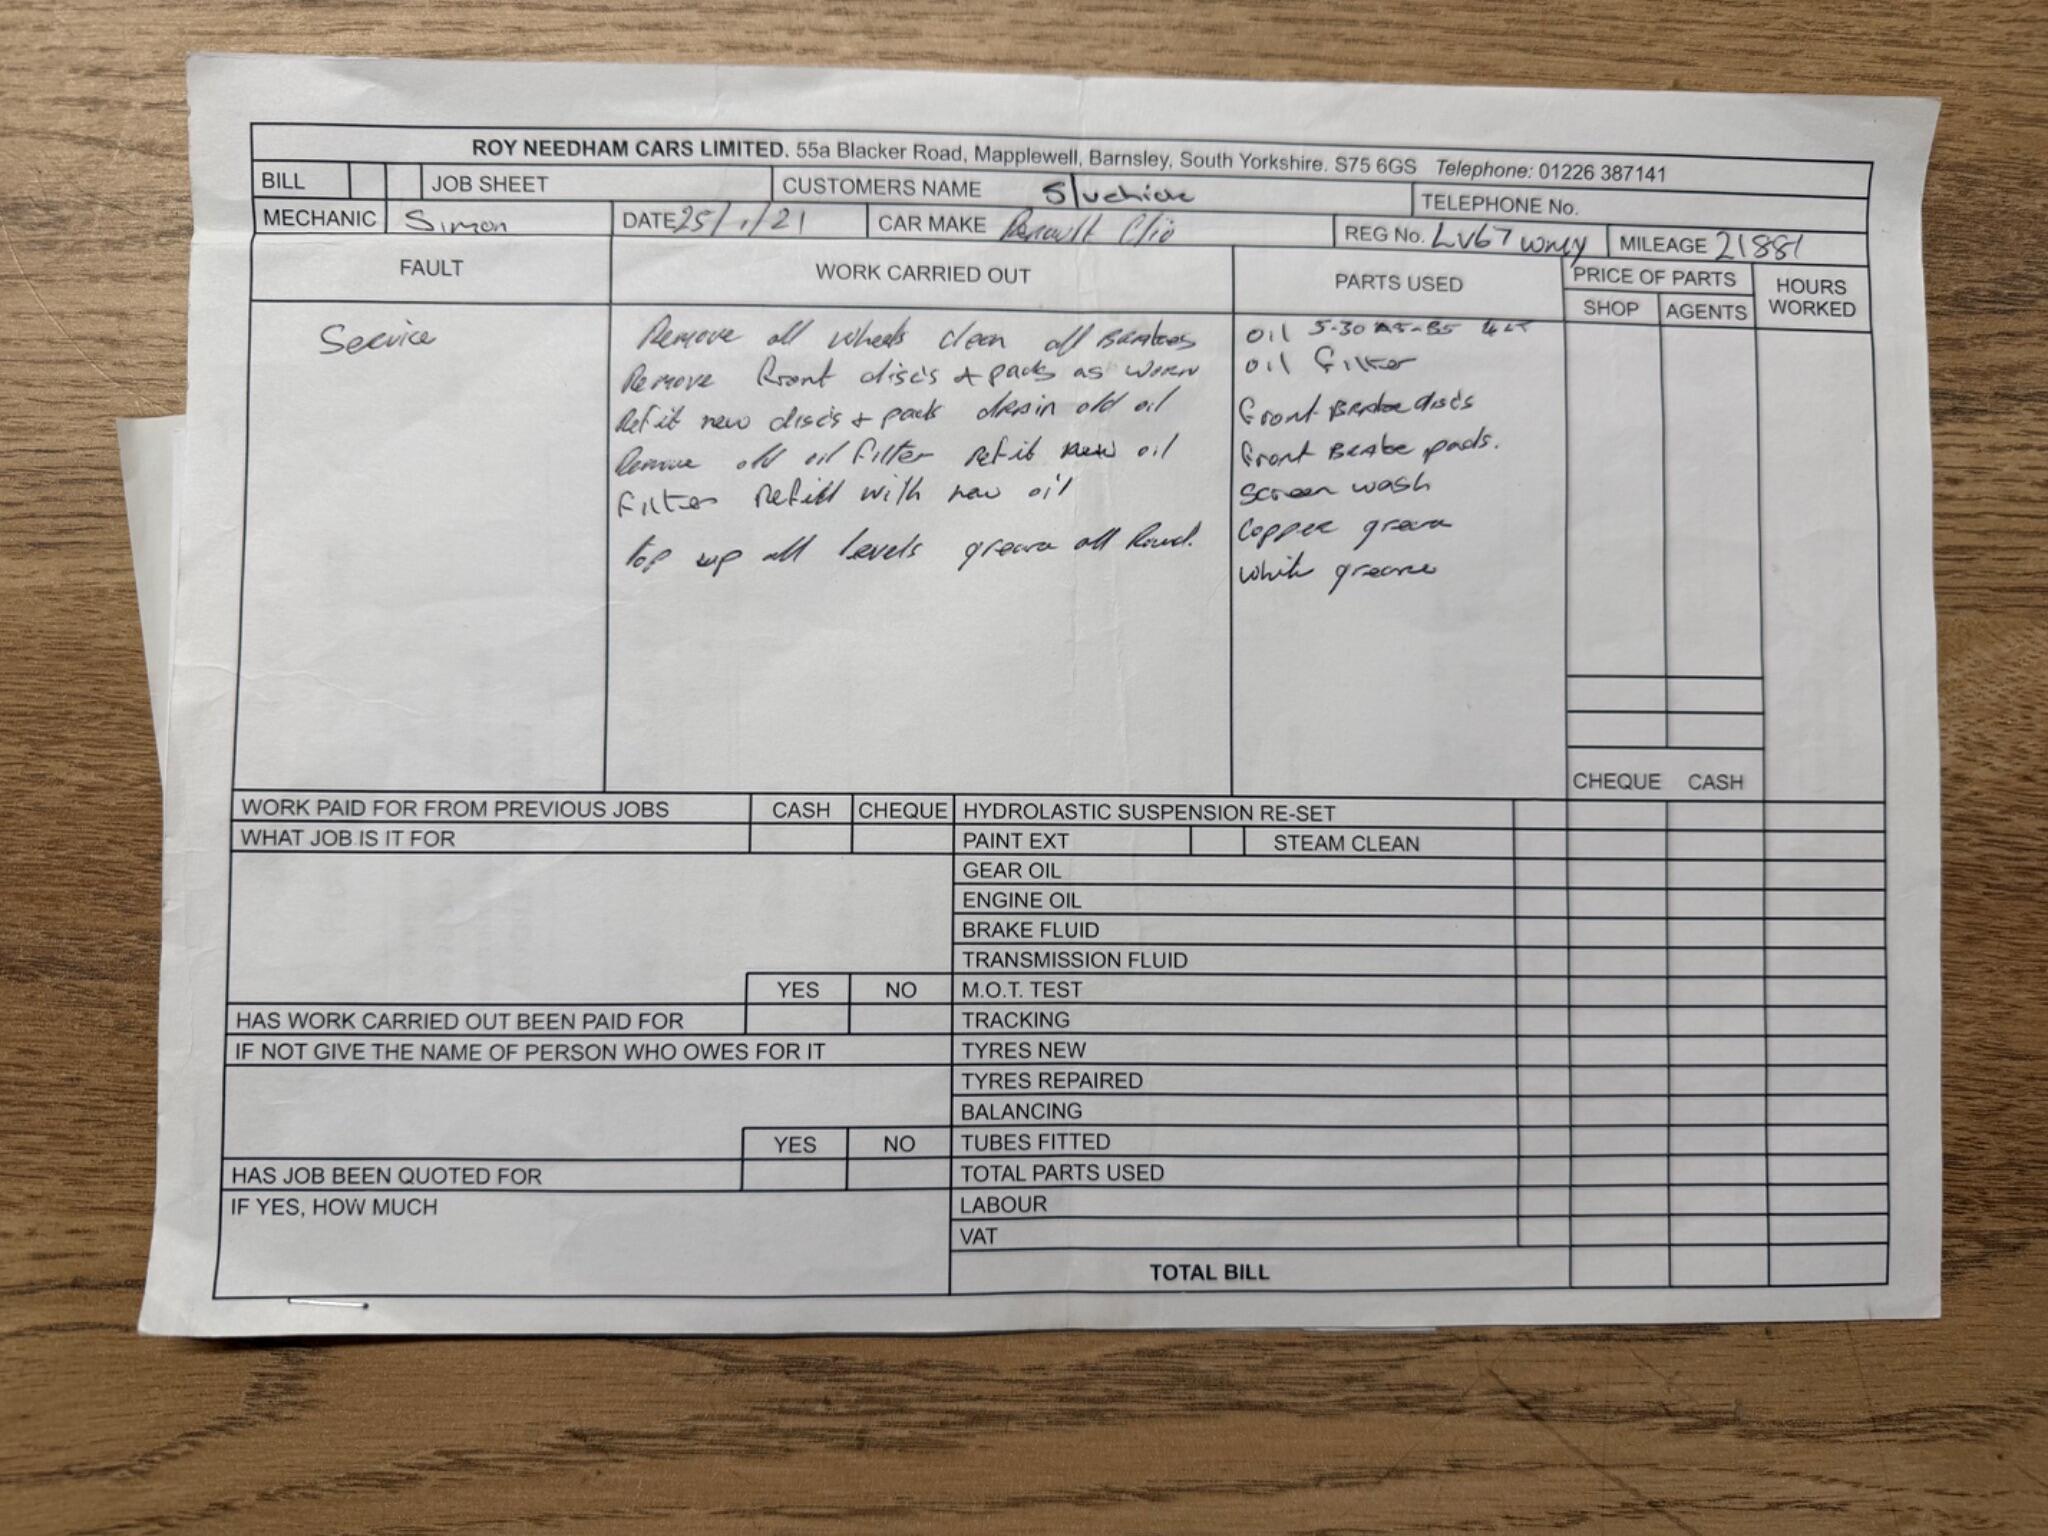 ROY NEEDHAM CARS LIMITED. 55a Blacker Road, Mapplewell, Barnsley, South Yorkshire. S75 6GS Telephone: 01226 387141
BILL JOB SHEET CUSTOMERS NAME S/vehicle TELEPHONE No.
MECHANIC Simon DATE 25/1/21 CAR MAKE Renault Clio REG No. LV67 MILEAGE 21881
FAULT WORK CARRIED OUT PARTS USED PRICE OF PARTS HOURS WORKED
SHOP AGENTS
Service Remove all wheels clean all Brakes oil 5-30 A5-B5 4LT
Remove front discs + pads as worn oil filter
Refit new discs + pads drain old oil front Brake discs
Remove old oil filter refit new oil front Brake pads.
filter Refill with new oil Screen wash
top up all levels grease all Round. Copper grease
white grease
CHEQUE CASH
WORK PAID FOR FROM PREVIOUS JOBS CASH CHEQUE HYDROLASTIC SUSPENSION RE-SET
WHAT JOB IS IT FOR PAINT EXT STEAM CLEAN
GEAR OIL
ENGINE OIL
BRAKE FLUID
TRANSMISSION FLUID
YES NO M.O.T. TEST
HAS WORK CARRIED OUT BEEN PAID FOR TRACKING
IF NOT GIVE THE NAME OF PERSON WHO OWES FOR IT TYRES NEW
TYRES REPAIRED
BALANCING
YES NO TUBES FITTED
HAS JOB BEEN QUOTED FOR TOTAL PARTS USED
IF YES, HOW MUCH LABOUR
VAT
TOTAL BILL